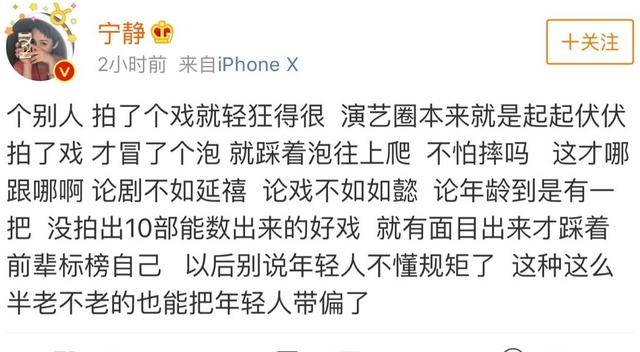 宁静
2小时前 来自iPhone X
+关注
个别人 拍了个戏就轻狂得很 演艺圈本来就是起起伏伏
拍了戏 才冒了个泡 就踩着泡往上爬 不怕摔吗 这才哪
跟哪啊 论剧不如延禧 论戏不如如懿 论年龄到是有一
把 没拍出10部能数出来的好戏 就有面目出来才踩着
前辈标榜自己 以后别说年轻人不懂规矩了 这种这么
半老不老的也能把年轻人带偏了